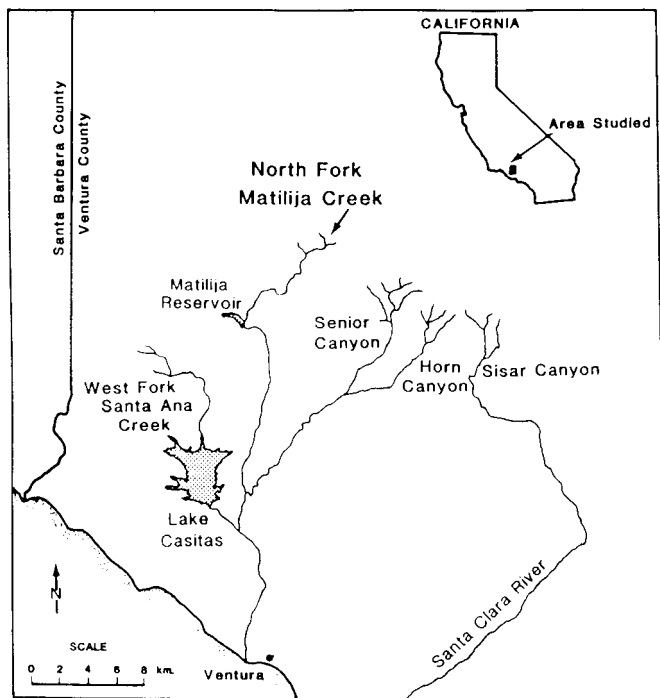 CALIFORNIA
Area Studied
Santa Barbara County
Ventura County
North Fork
Matilija Creek
Matilija
Reservoir
Senior
Canyon
Horn
Canyon
Sisar Canyon
West Fork
Santa Ana
Creek
Lake
Casitas
Santa Clara River
N
SCALE
0 2 4 6 8 km.
Ventura